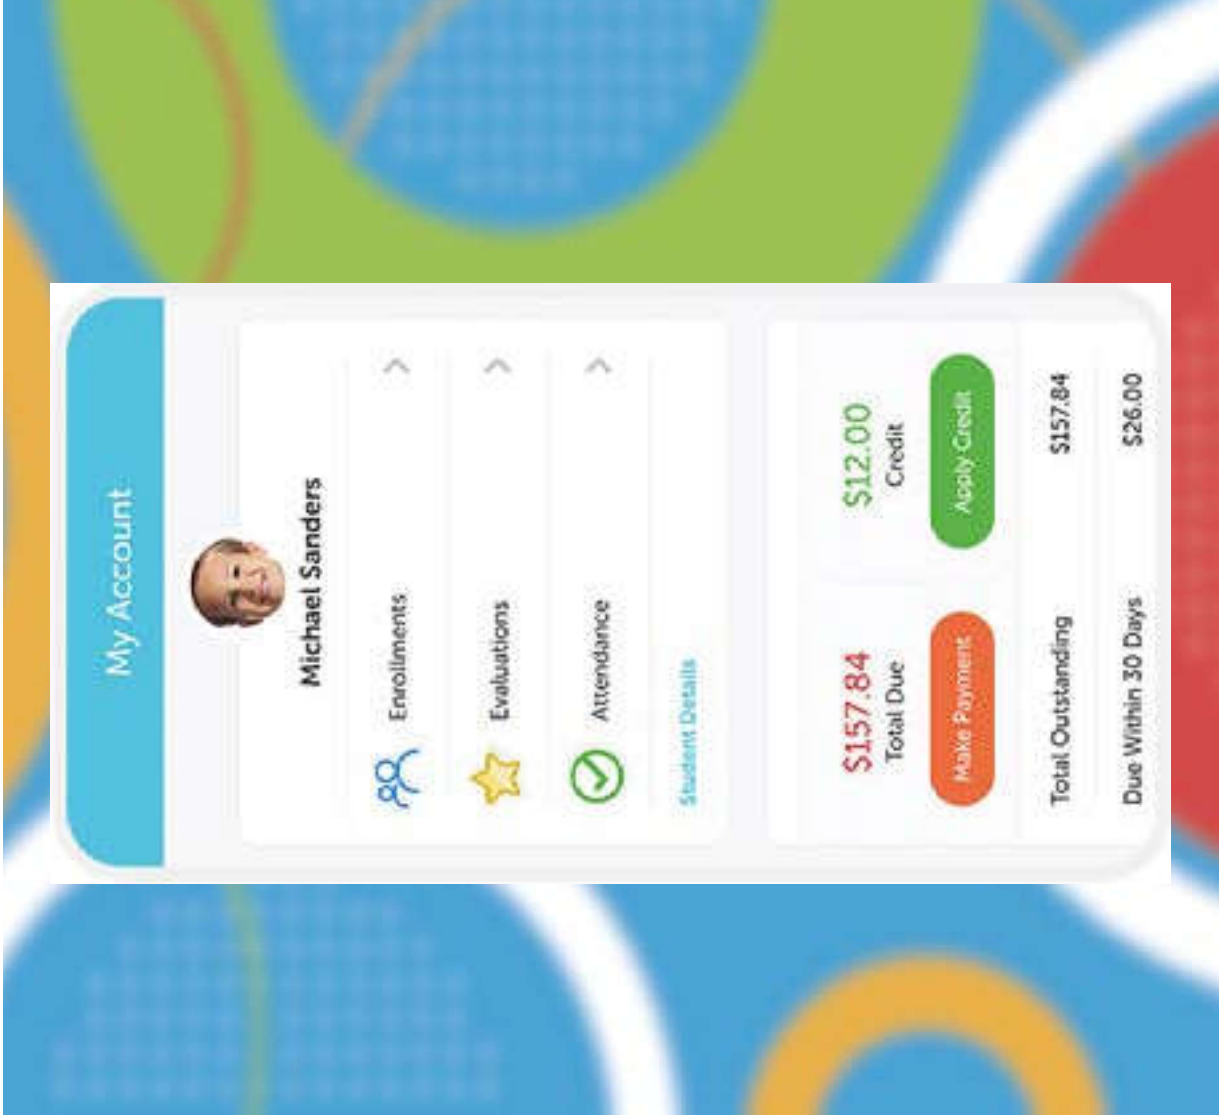 My Account
Michael Sanders
Enrollments
Evaluations
Attendance
Student Details
$157.84 $12.00
Total Due Credit
Make Payment Apply Credit
Total Outstanding $157.84
Due Within 30 Days $26.00